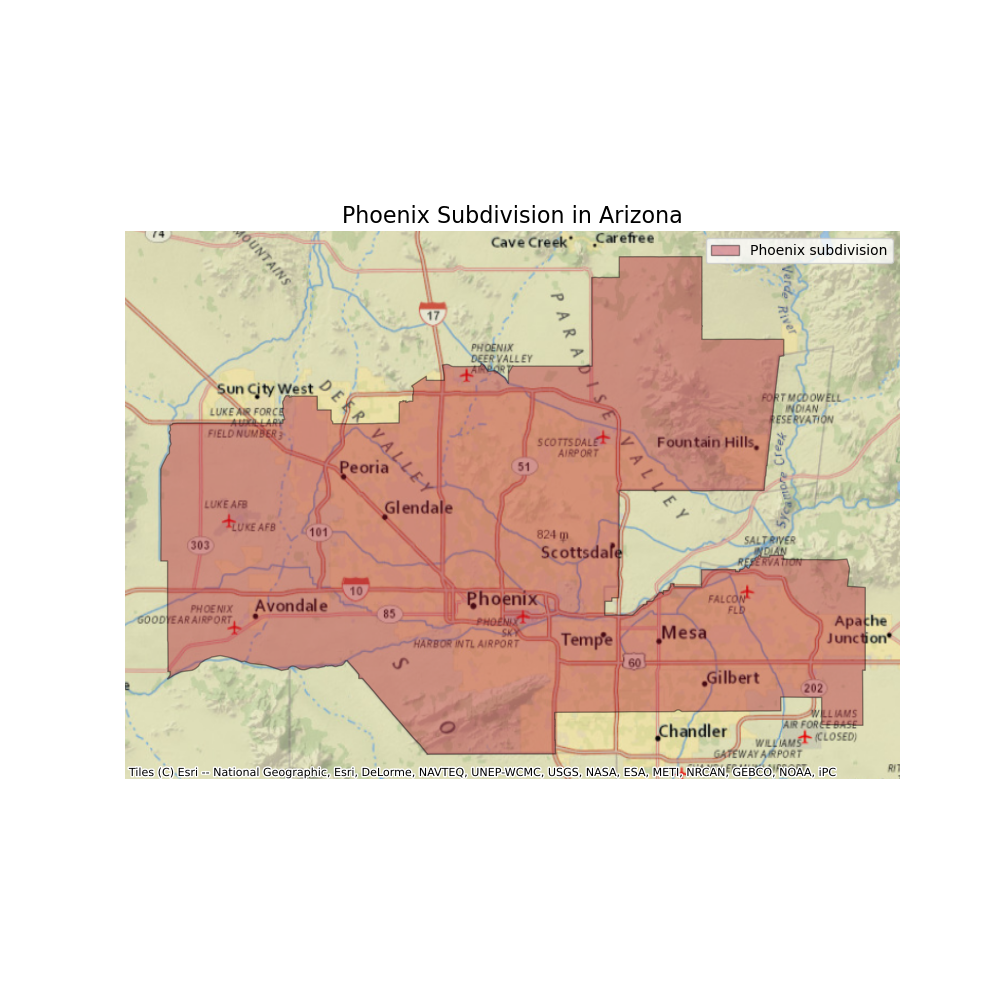 Phoenix Subdivision in Arizona
74
MOUNTAINS
Cave Creek
Carefree
Phoenix subdivision
Verde River
17
PARADISE VALLEY
PHOENIX
DEER VALLEY
AIRPORT
Sun City West
DEER VALLEY
LUKE AIR FORCE
AUXILLARY
FIELD NUMBER
FORT MCDOWELL
INDIAN
RESERVATION
SCOTTSDALE
AIRPORT
Fountain Hills
Peoria
51
Sycamore Creek
Glendale
LUKE AFB
LUKE AFB
101
303
824 m
Scottsdale
SALT RIVER
INDIAN
RESERVATION
10
Phoenix
FALCON
FLD
PHOENIX
GOODYEAR AIRPORT
Avondale
85
PHOENIX
SKY
HARBOR INTL AIRPORT
Tempe
Mesa
Apache
Junction
60
S
O
Gilbert
202
WILLIAMS
AIR FORCE BASE
(CLOSED)
Chandler
WILLIAMS
GATEWAY AIRPORT
Tiles (C) Esri -- National Geographic, Esri, DeLorme, NAVTEQ, UNEP-WCMC, USGS, NASA, ESA, METI, NRCAN, GEBCO, NOAA, iPC